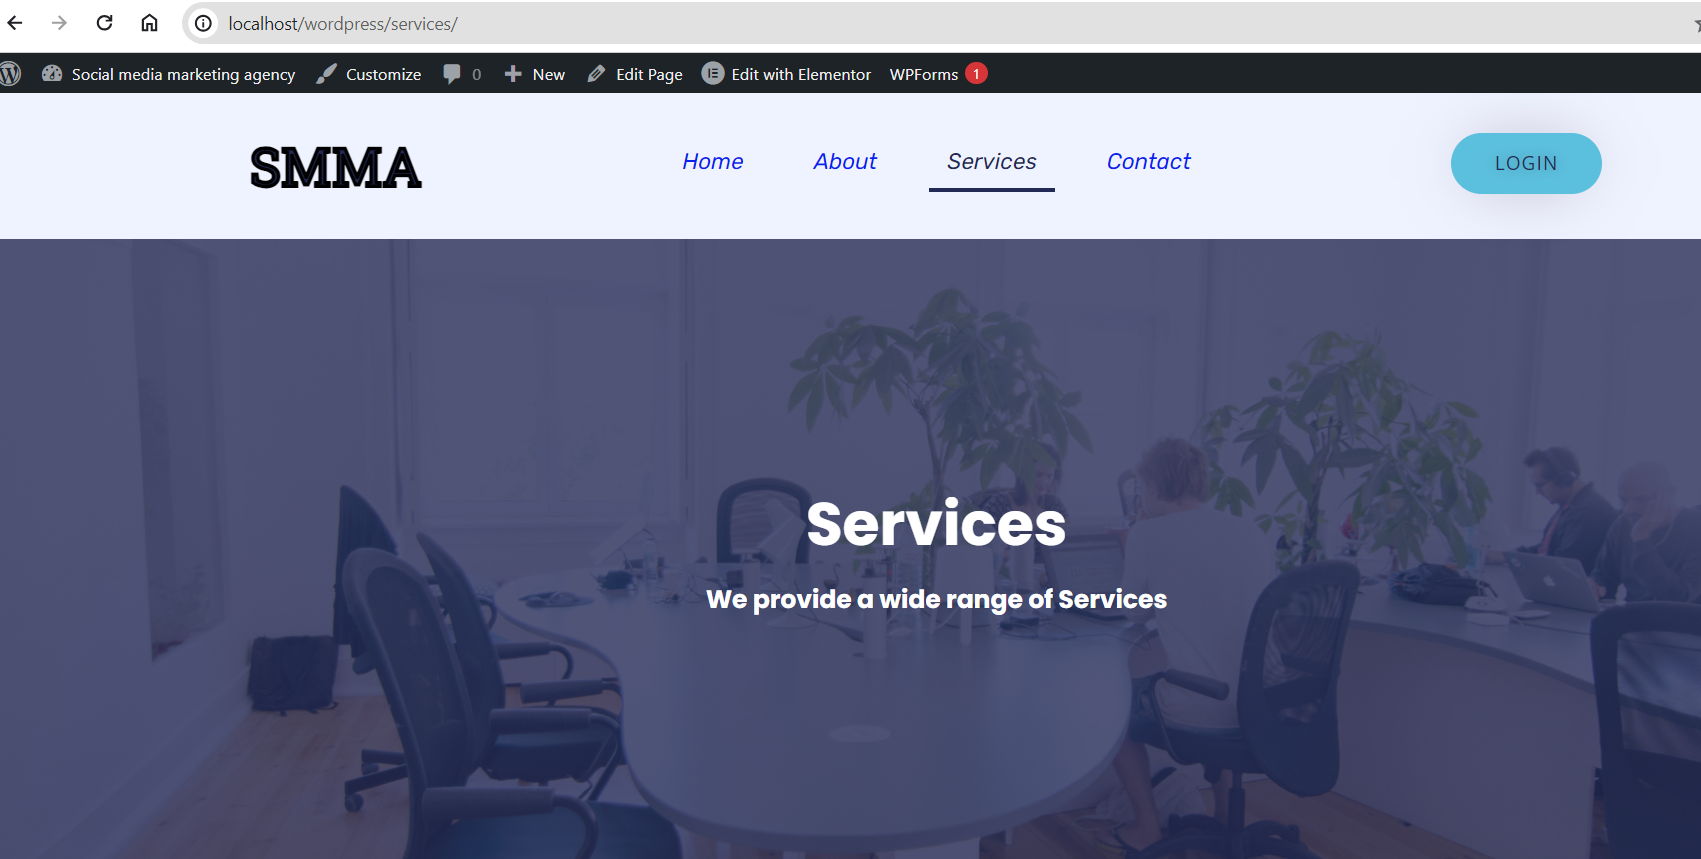 localhost/wordpress/services/
Social media marketing agency Customize 0 New Edit Page Edit with Elementor WPForms 1
SMMA Home About Services Contact LOGIN
Services
We provide a wide range of Services